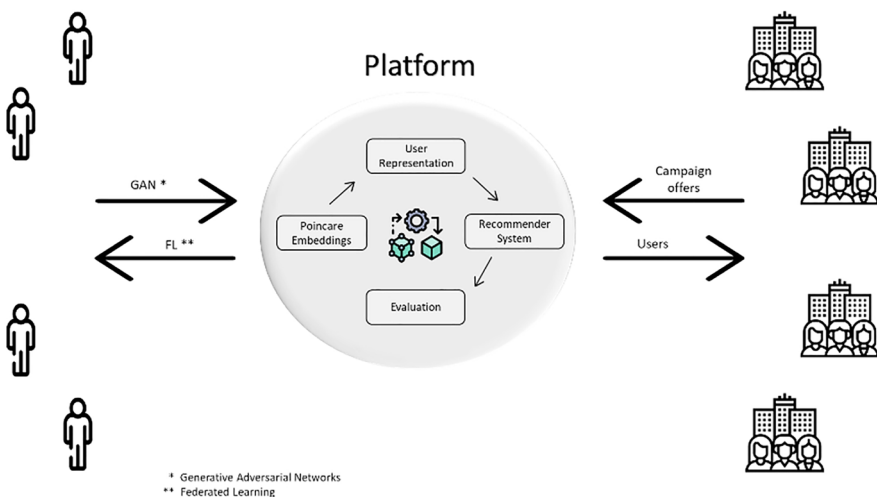 Platform
User
Representation
GAN *
Campaign
offers
Poincare
Embeddings
Recommender
System
FL **
Users
Evaluation
* Generative Adversarial Networks
** Federated Learning